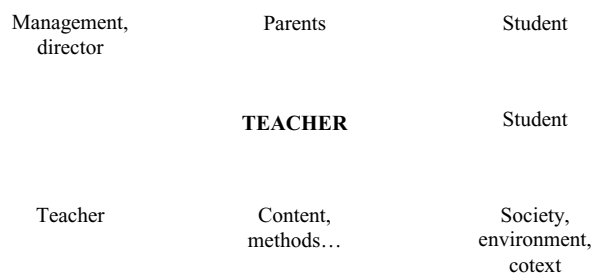 Management,
director
Parents
Student
TEACHER
Student
Teacher
Content,
methods…
Society,
environment,
cotext